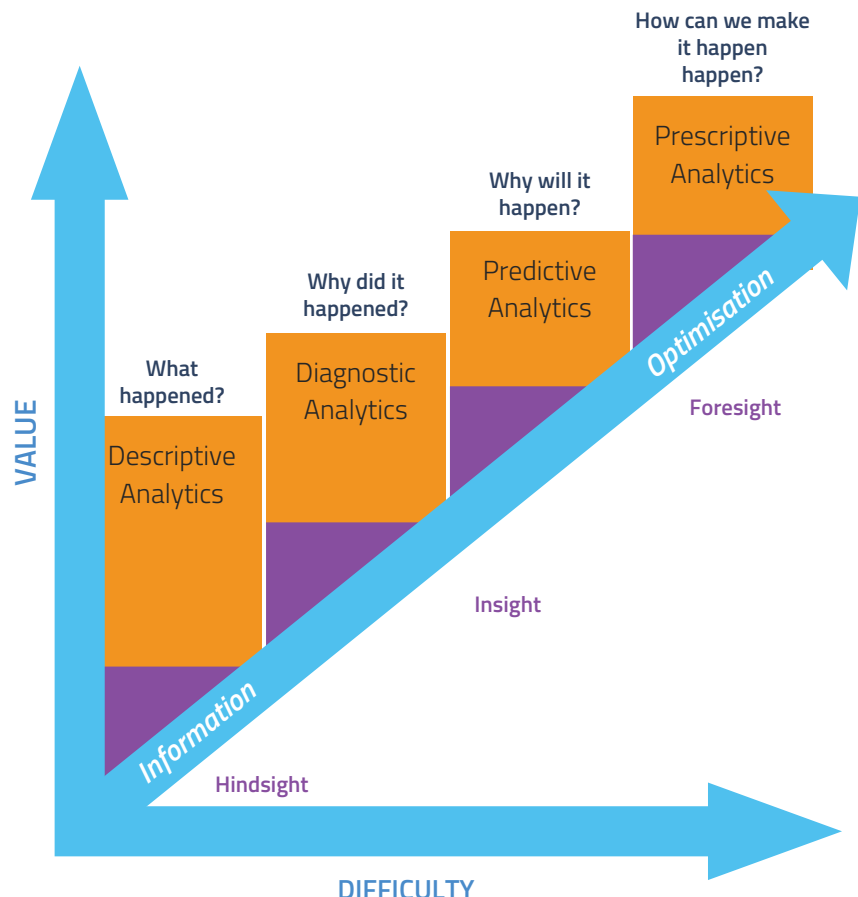 How can we make
it happen
happen?
Prescriptive
Analytics
Why will it
happen?
Predictive
Analytics
Why did it
happened?
Diagnostic
Analytics
What
happened?
Descriptive
Analytics
VALUE
Optimisation
Foresight
Insight
Information
Hindsight
DIFFICULTY